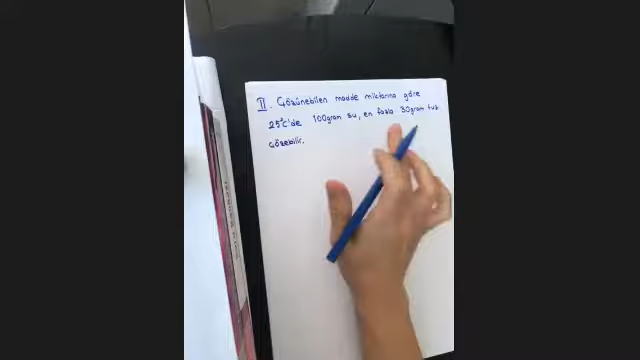 II. Çözünebilen madde miktarına göre
25°C'de 100gram su, en fazla 30gram tuz
çözebilir.